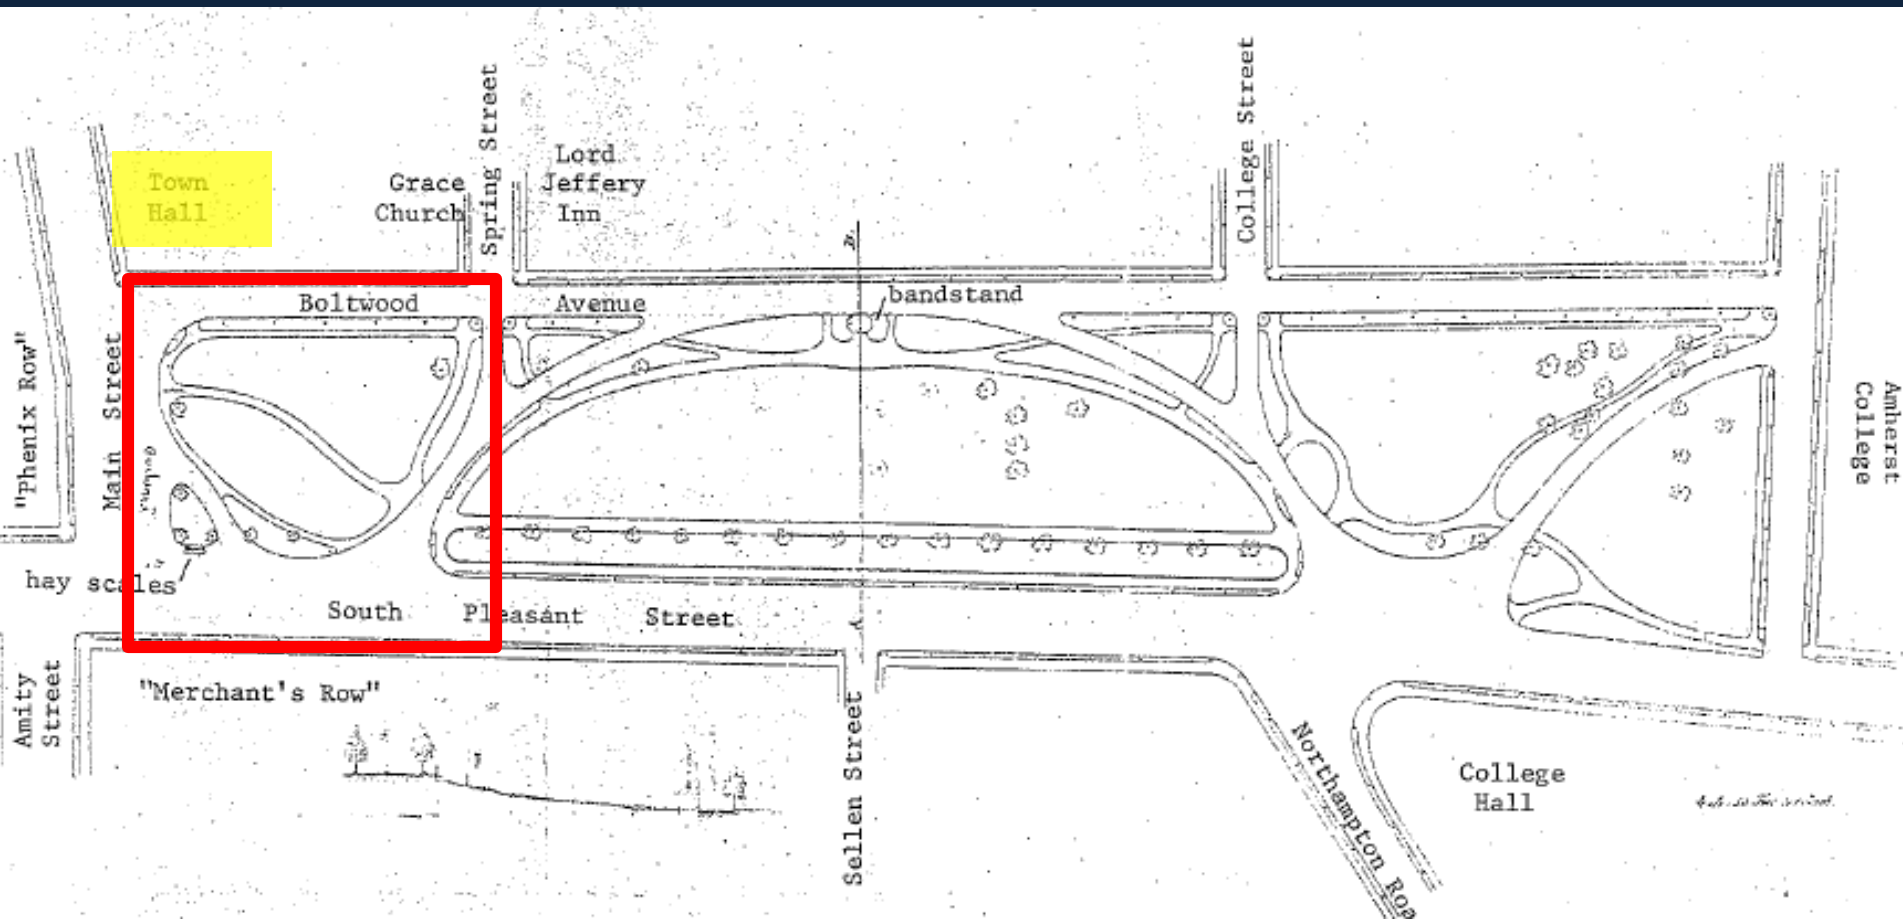 College Street
Spring Street
Lord
Jeffery
Inn
Town
Hall
Grace
Church
Boltwood
Avenue
bandstand
"Phenix Row"
Main Street
Amherst
College
hay scales
South Pleasant Street
Amity
Street
"Merchant's Row"
Sellen Street
Northampton Roa
College
Hall